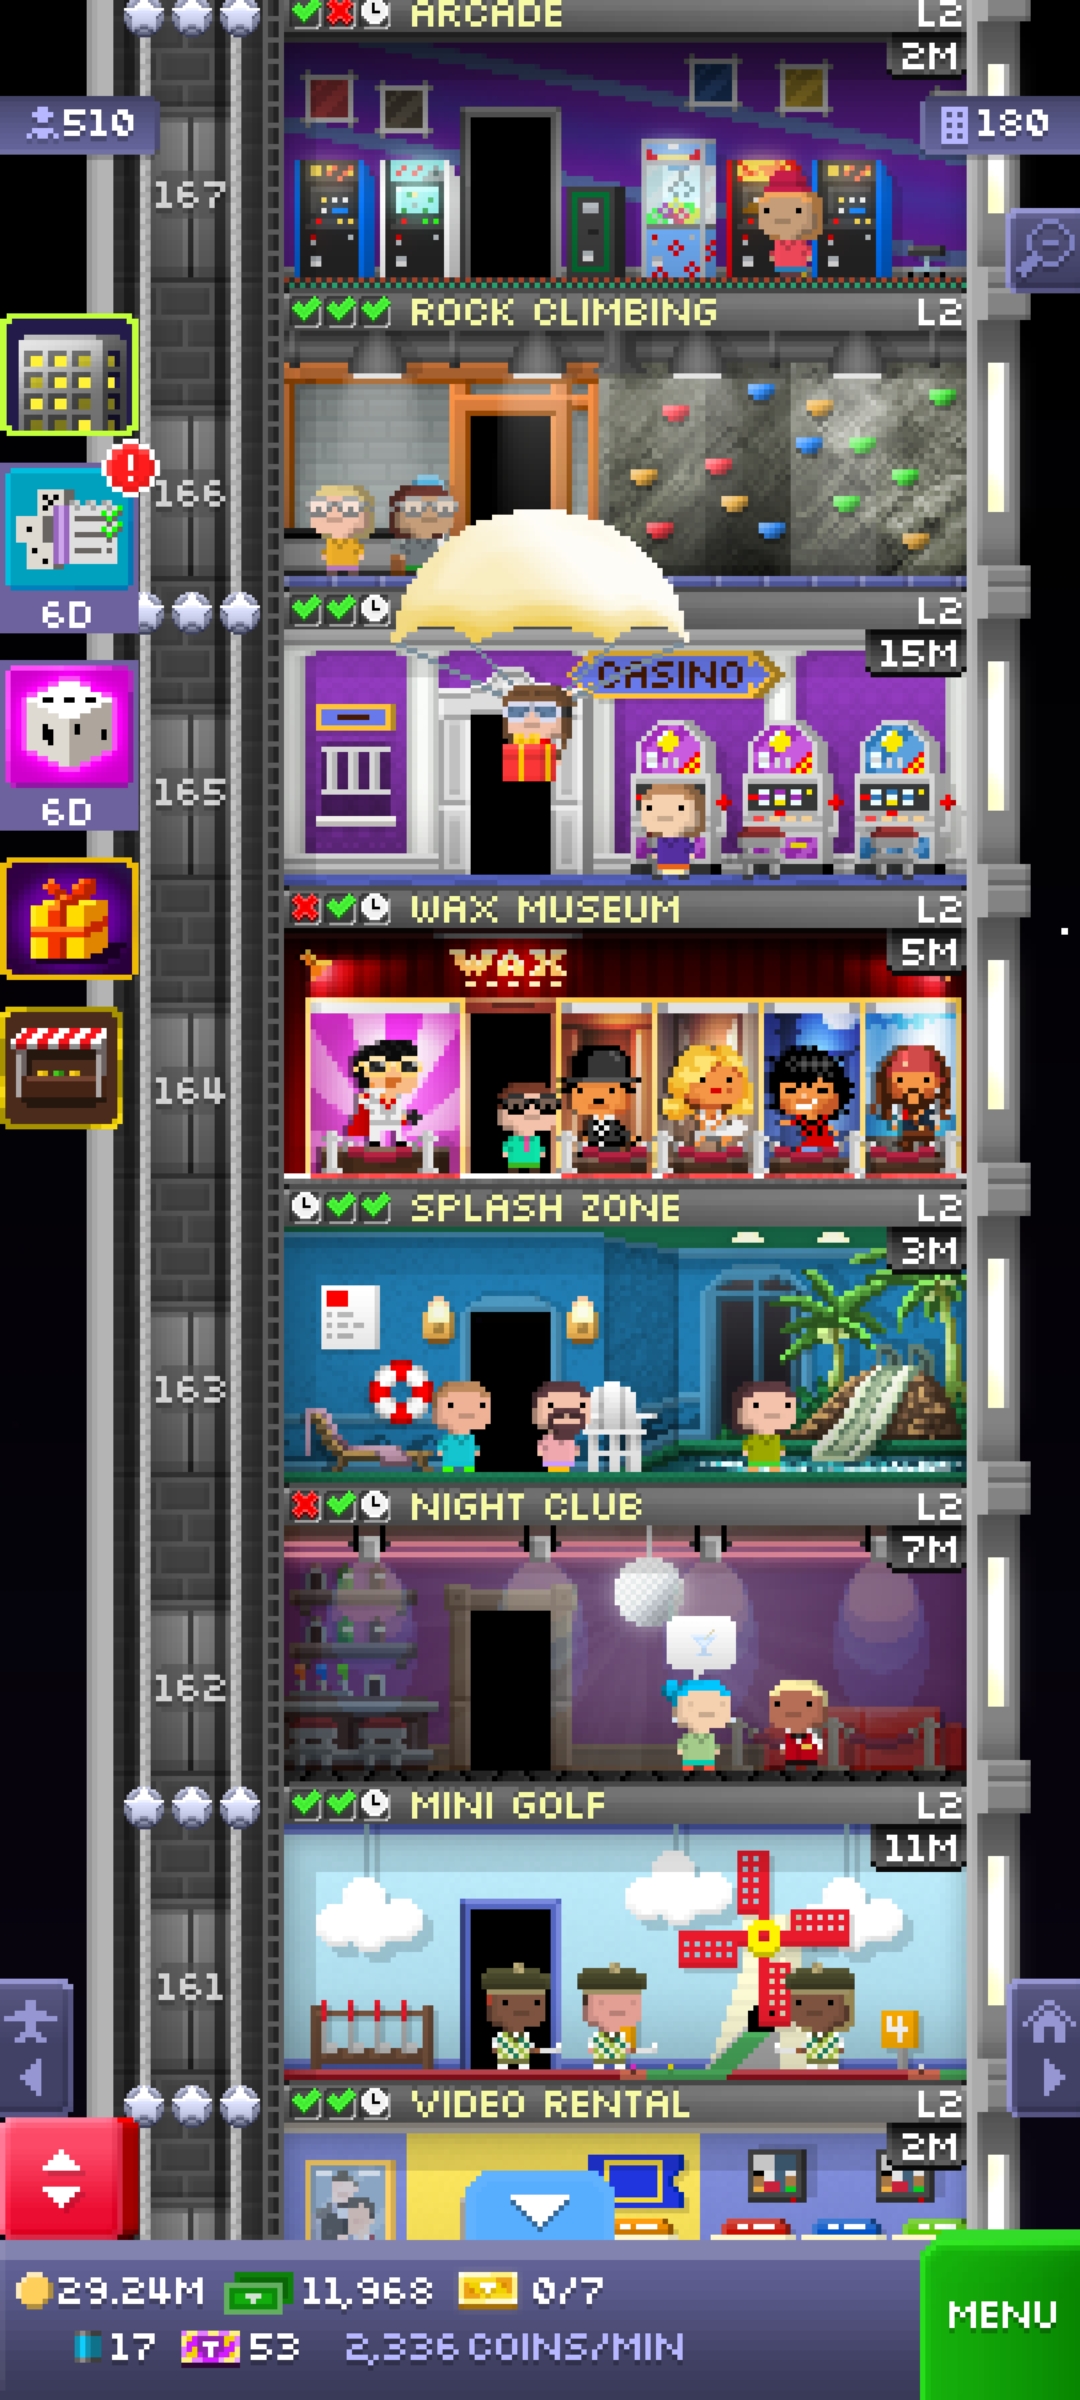 ARCADE L2
2M
510
180
167
ROCK CLIMBING L2
166
6D
L2
15M
CASINO
6D
165
WAX MUSEUM L2
5M
WAX
164
SPLASH ZONE L2
3M
163
NIGHT CLUB L2
7M
162
MINI GOLF L2
11M
161
4
VIDEO RENTAL L2
2M
29.24M 11,968 0/7
17 53 2,336 COINS/MIN
MENU